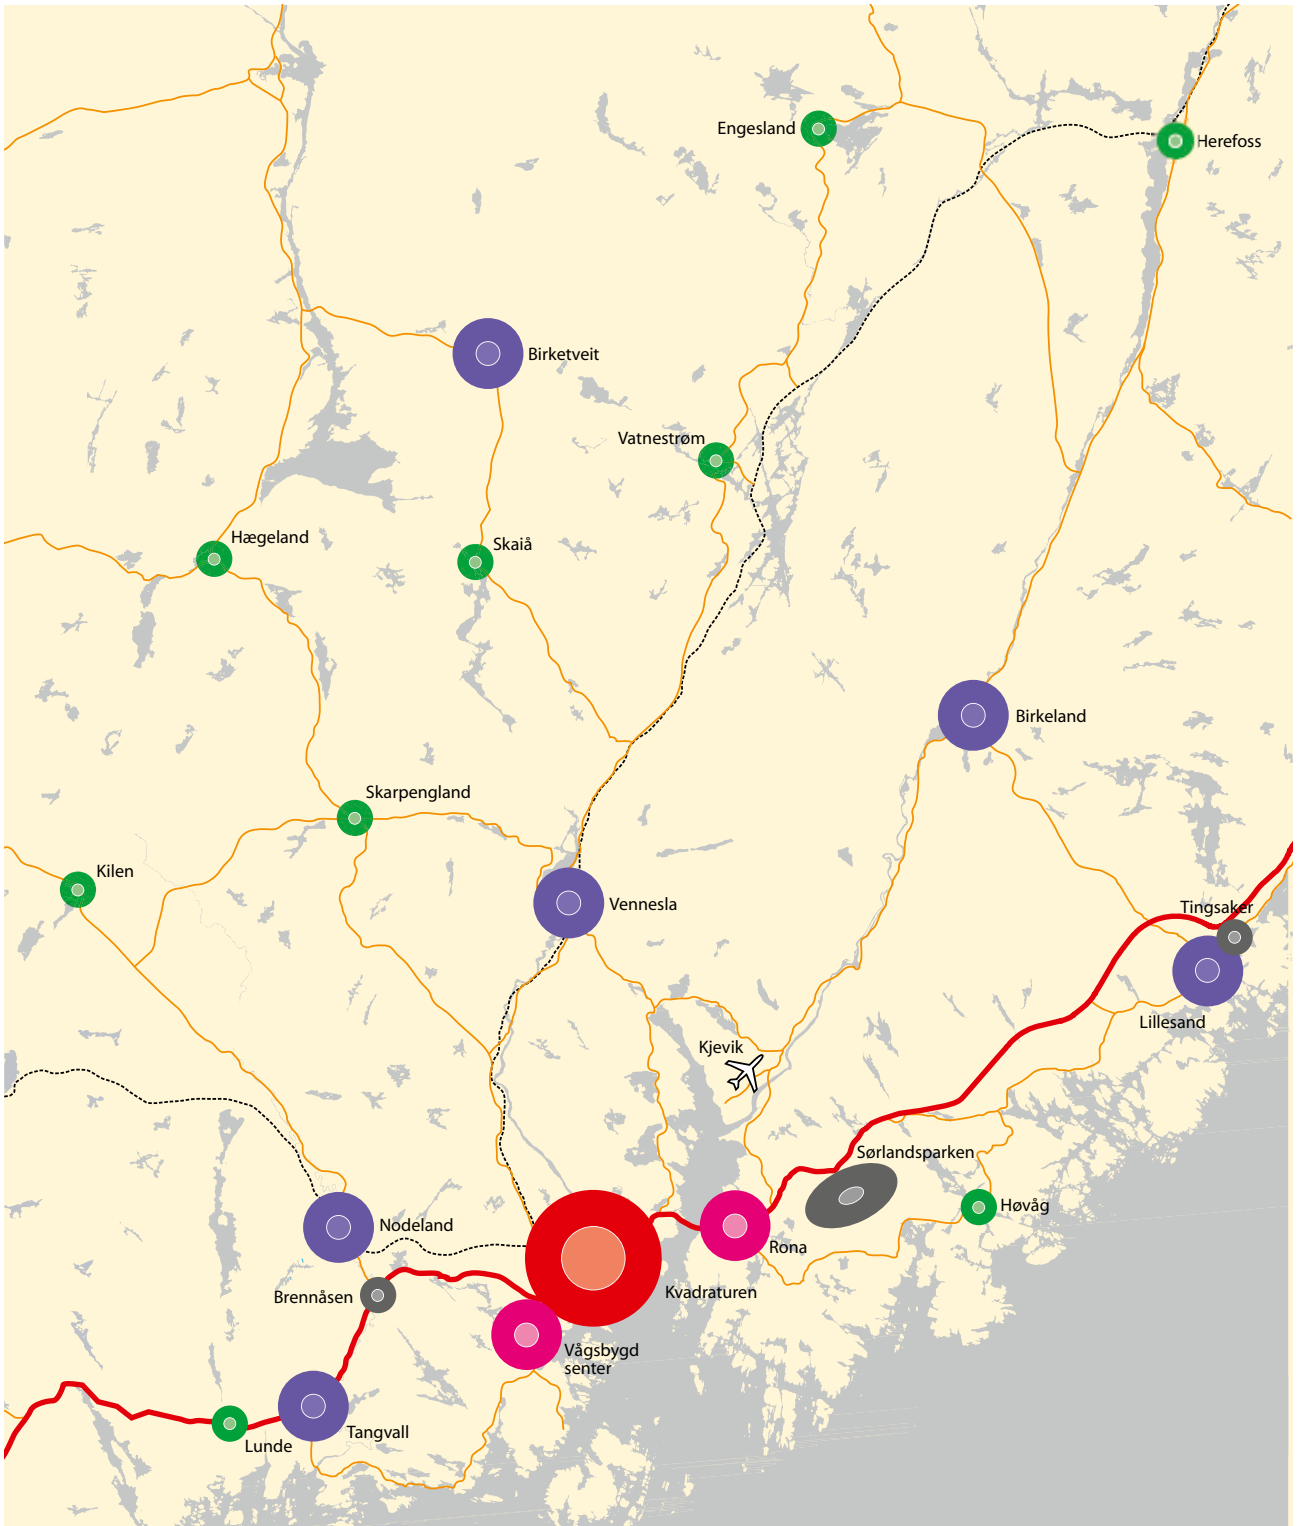 Engesland
Herefoss
Birketveit
Vatnestrøm
Hægeland
Skaiå
Birkeland
Skarpengland
Kilen
Vennesla
Tingsaker
Lillesand
Kjevik
Sørlandsparken
Høvåg
Nodeland
Rona
Brennåsen
Kvadraturen
Vågsbygd
senter
Tangvall
Lunde